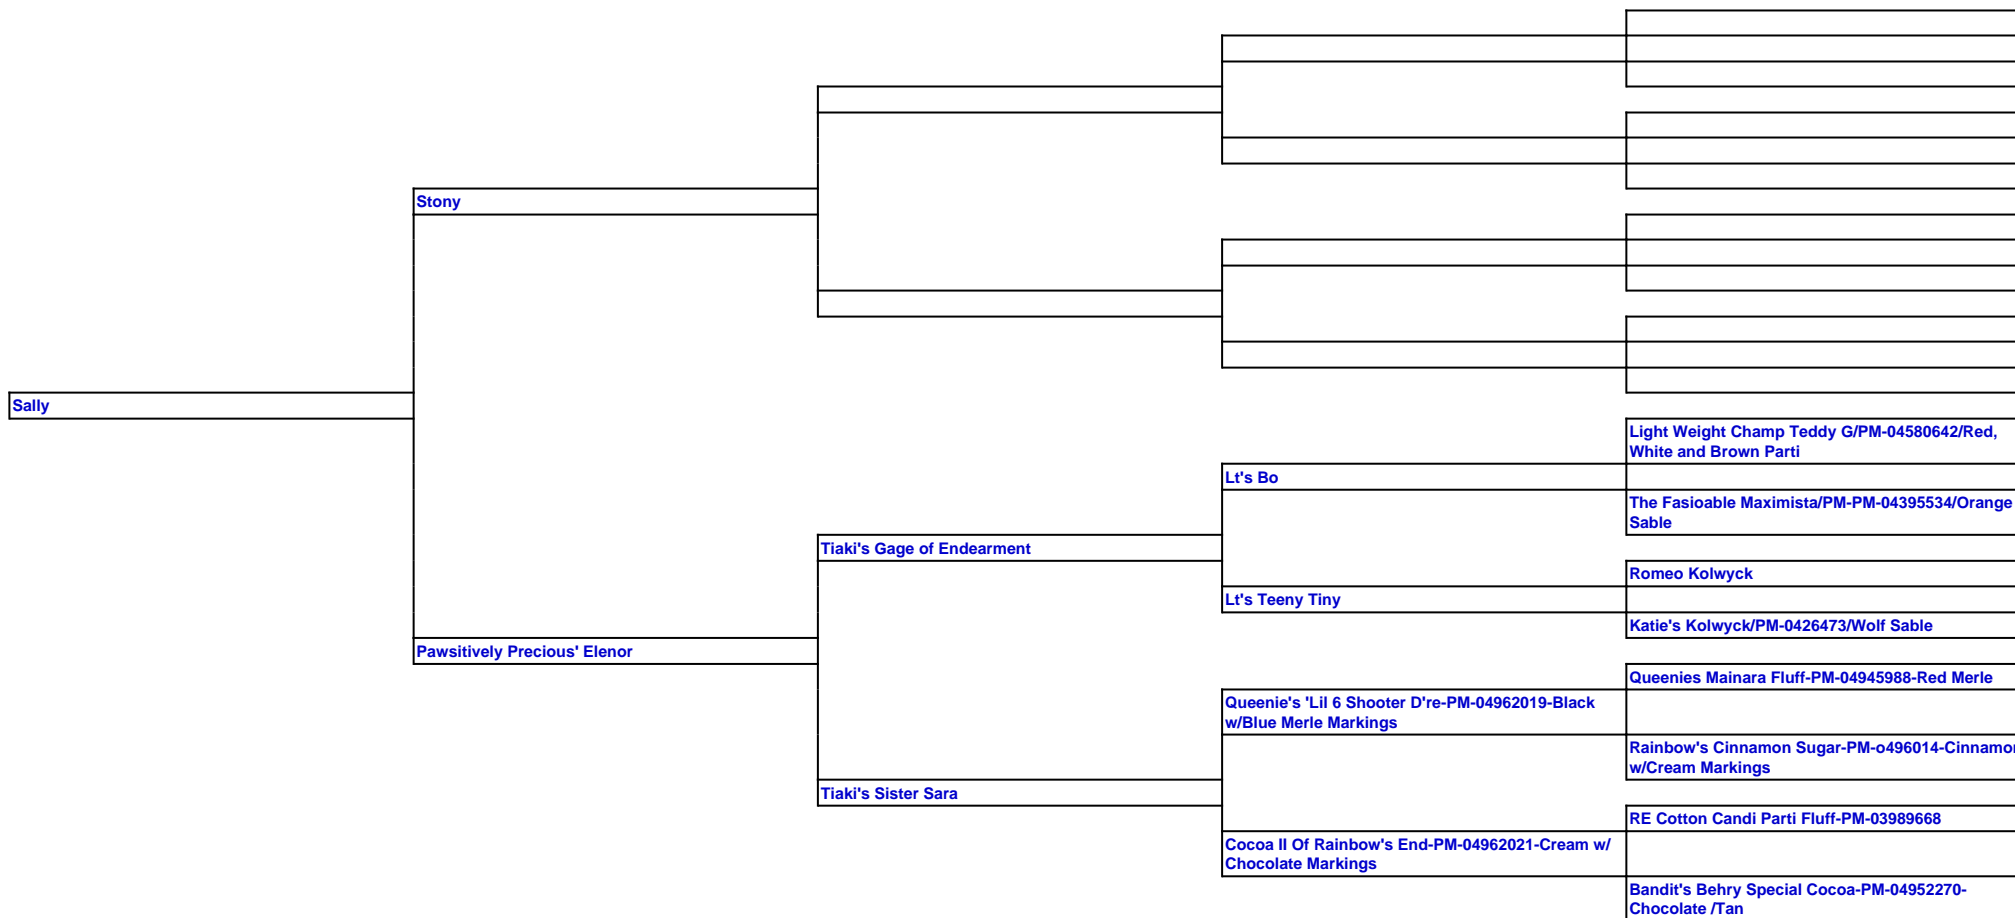 Stony
Sally
Light Weight Champ Teddy G/PM-04580642/Red,
White and Brown Parti
Lt's Bo
The Fasioable Maximista/PM-PM-04395534/Orange
Sable
Tiaki's Gage of Endearment
Romeo Kolwyck
Lt's Teeny Tiny
Katie's Kolwyck/PM-0426473/Wolf Sable
Pawsitively Precious' Elenor
Queenies Mainara Fluff-PM-04945988-Red Merle
Queenie's 'Lil 6 Shooter D're-PM-04962019-Black
w/Blue Merle Markings
Rainbow's Cinnamon Sugar-PM-o496014-Cinnamon
w/Cream Markings
Tiaki's Sister Sara
RE Cotton Candi Parti Fluff-PM-03989668
Cocoa II Of Rainbow's End-PM-04962021-Cream w/
Chocolate Markings
Bandit's Behry Special Cocoa-PM-04952270-
Chocolate /Tan